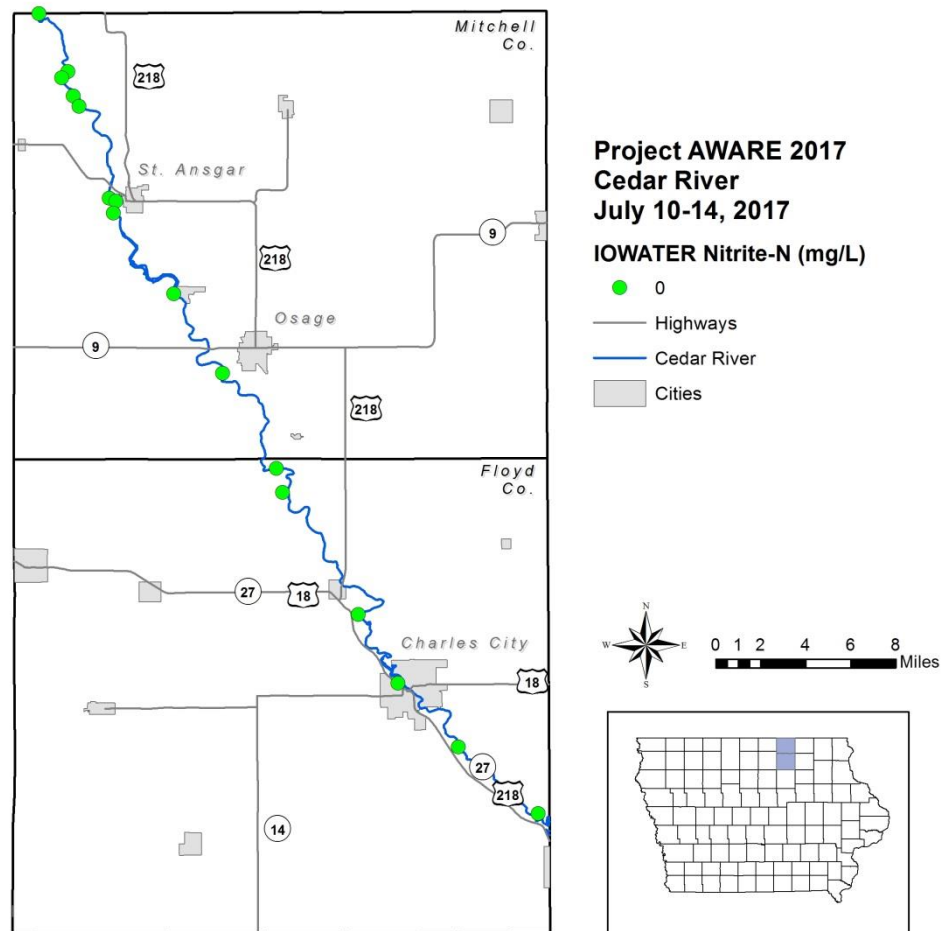 Mitchell
Co.
218
St. Ansgar
9
218
Osage
9
218
Floyd
Co.
27
18
Charles City
18
27
218
14
Project AWARE 2017
Cedar River
July 10-14, 2017
IOWATER Nitrite-N (mg/L)
0
Highways
Cedar River
Cities
N
W E
S
0 1 2 4 6 8
Miles